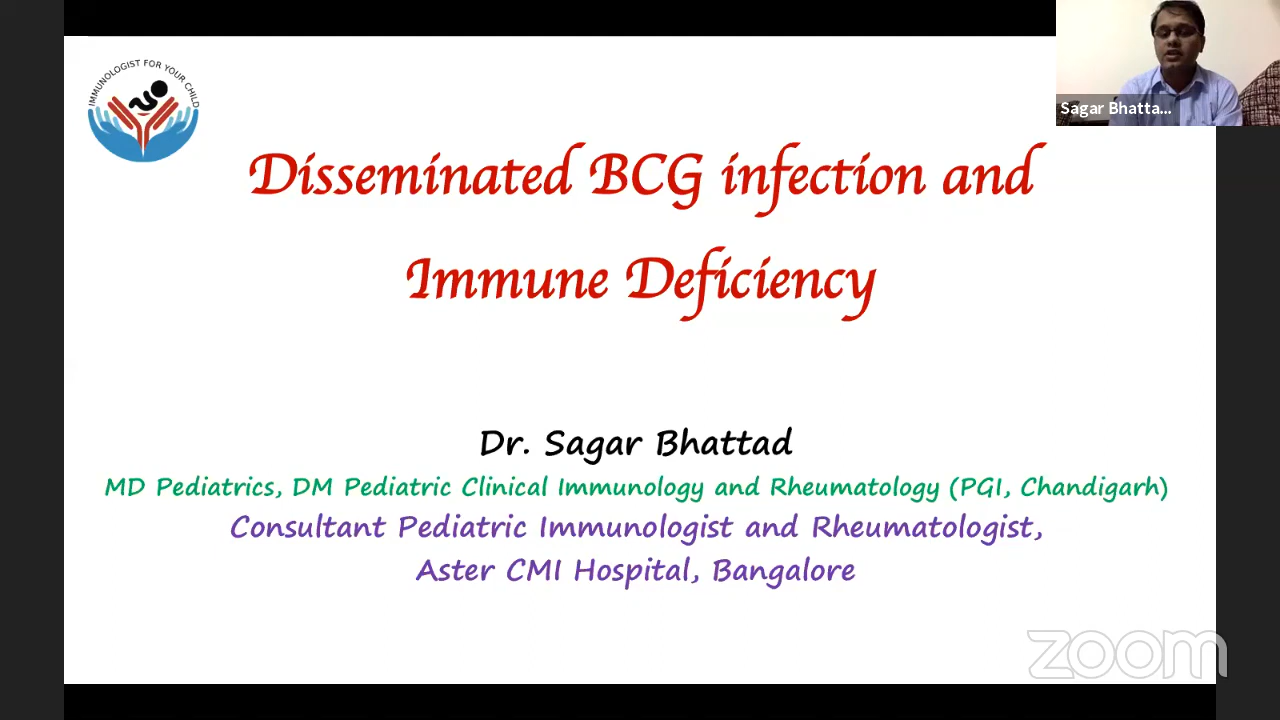 IMMUNOLOGIST FOR YOUR CHILD
Sagar Bhatta...
Disseminated BCG infection and
Immune Deficiency
Dr. Sagar Bhattad
MD Pediatrics, DM Pediatric Clinical Immunology and Rheumatology (PGI, Chandigarh)
Consultant Pediatric Immunologist and Rheumatologist,
Aster CMI Hospital, Bangalore
zoom